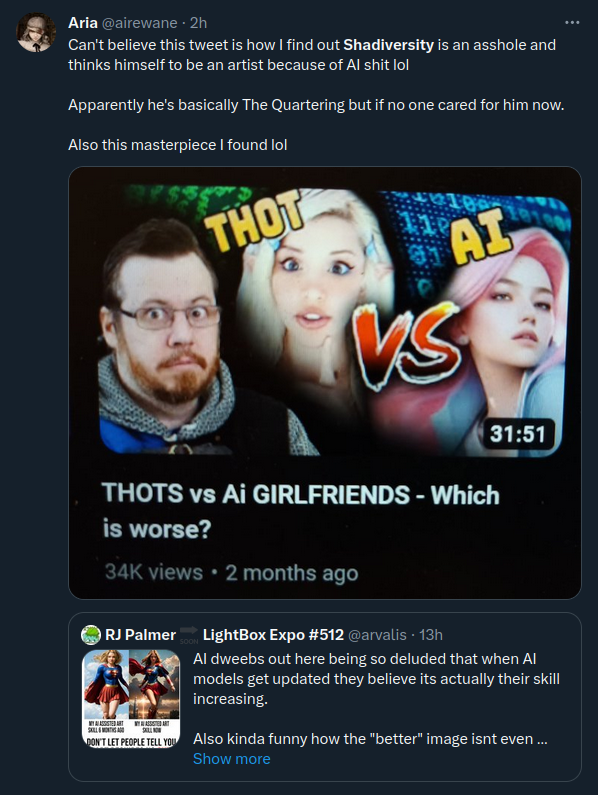 Aria @airewane · 2h
Can't believe this tweet is how I find out Shadiversity is an asshole and
thinks himself to be an artist because of AI shit lol
Apparently he's basically The Quartering but if no one cared for him now.
Also this masterpiece I found lol
THOT
VS
AI
31:51
THOTS vs Ai GIRLFRIENDS - Which
is worse?
34K views • 2 months ago
RJ Palmer SOON LightBox Expo #512 @arvalis · 13h
AI dweebs out here being so deluded that when AI
models get updated they believe its actually their skill
increasing.
Also kinda funny how the "better" image isnt even ...
Show more
MY AI ASSISTED ART
SKILL 6 MONTHS AGO
MY AI ASSISTED ART
SKILL NOW
DON'T LET PEOPLE TELL YOU